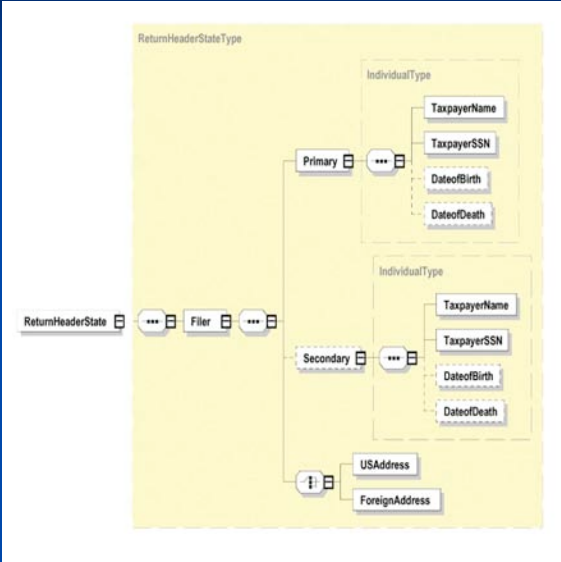 ReturnHeaderStateType
IndividualType
TaxpayerName
TaxpayerSSN
Primary
DateofBirth
DateofDeath
IndividualType
TaxpayerName
ReturnHeaderState
Filer
TaxpayerSSN
Secondary
DateofBirth
DateofDeath
USAddress
ForeignAddress